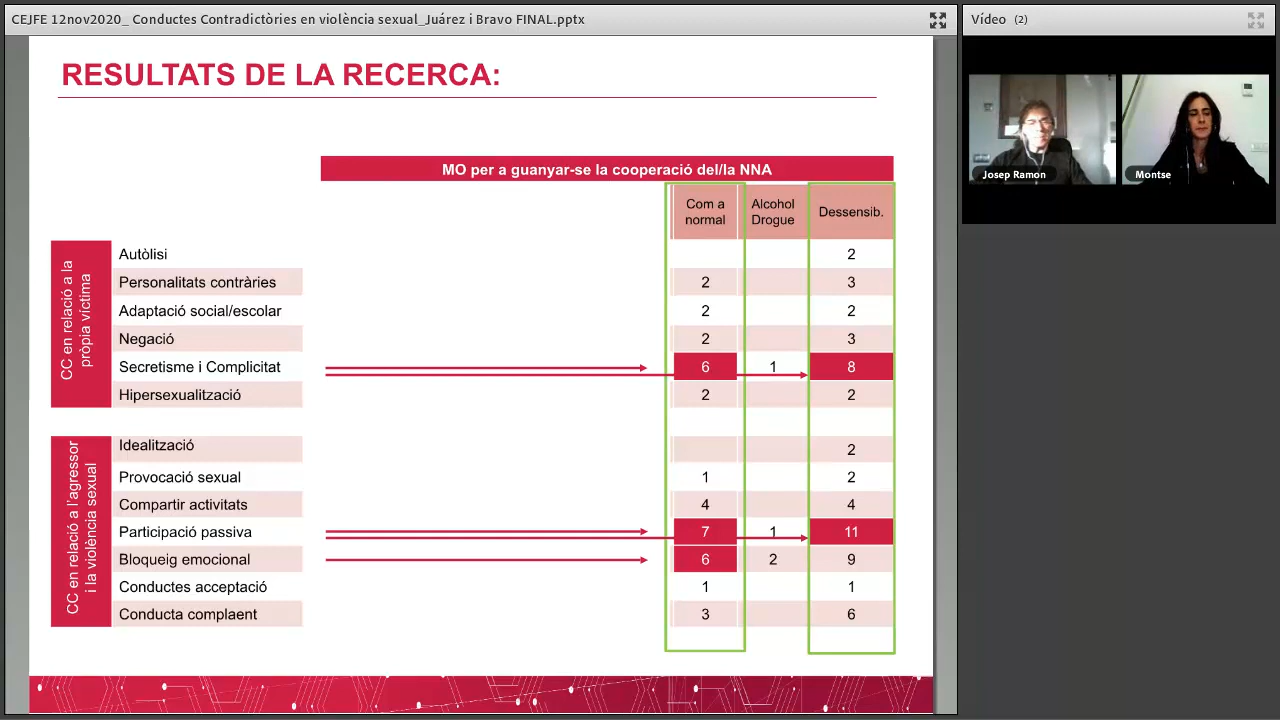 CEJFE 12nov2020_ Conductes Contradictòries en violència sexual_Juárez i Bravo FINAL.pptx
Vídeo (2)
RESULTATS DE LA RECERCA:
Josep Ramon
Montse
MO per a guanyar-se la cooperació del/la NNA
Com a normal
Alcohol Drogue
Dessensib.
CC en relació a la
pròpia víctima
Autòlisi 2
Personalitats contràries 2 3
Adaptació social/escolar 2 2
Negació 2 3
Secretisme i Complicitat 6 1 8
Hipersexualització 2 2
CC en relació a l'agressor
i la violència sexual
Idealització 2
Provocació sexual 1 2
Compartir activitats 4 4
Participació passiva 7 1 11
Bloqueig emocional 6 2 9
Conductes acceptació 1 1
Conducta complaent 3 6